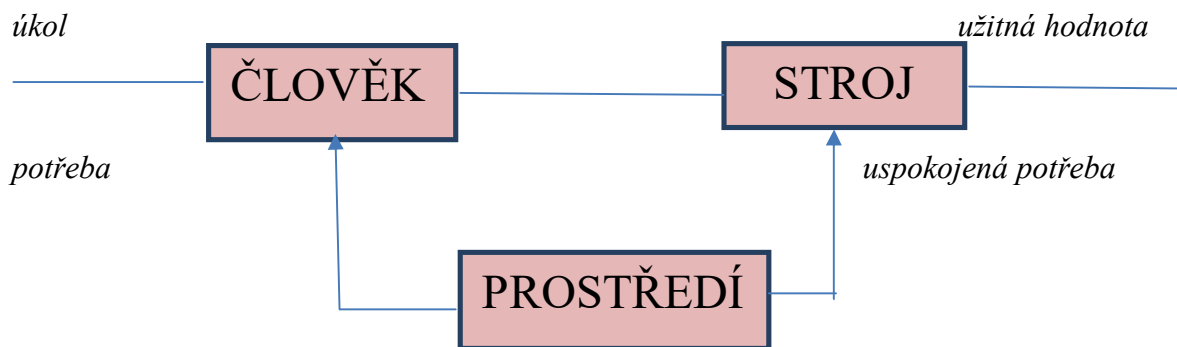 úkol
užitná hodnota
ČLOVĚK
STROJ
potřeba
uspokojená potřeba
PROSTŘEDÍ